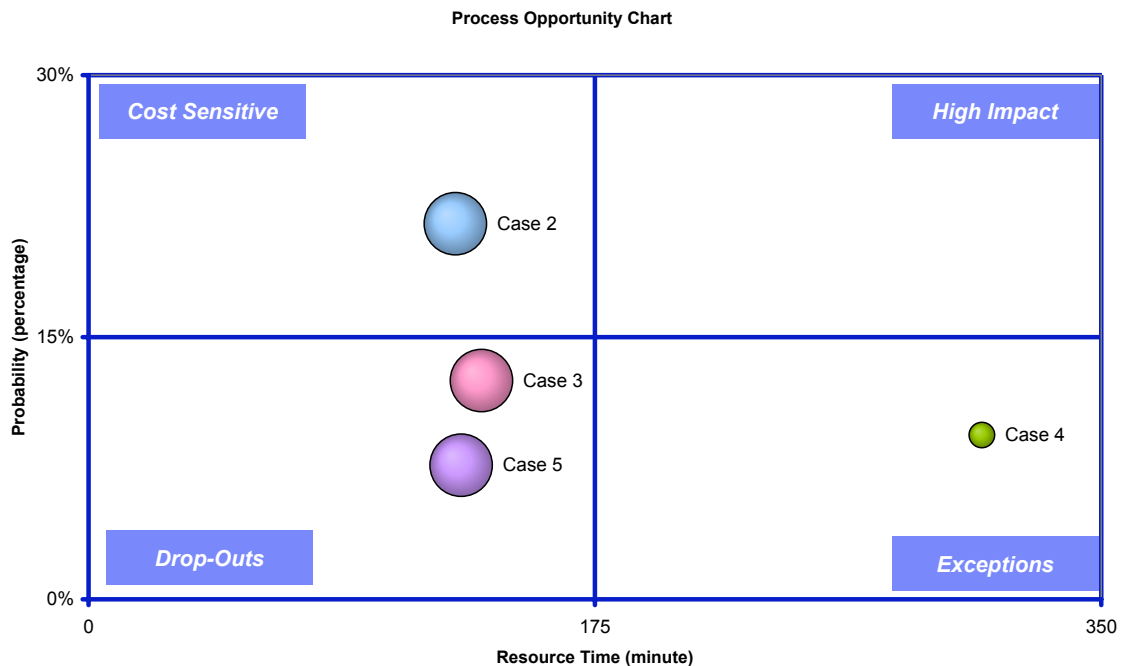 Process Opportunity Chart
30%
Cost Sensitive
High Impact
Case 2
Probability (percentage)
15%
Case 3
Case 4
Case 5
Drop-Outs
Exceptions
0%
0
175
350
Resource Time (minute)